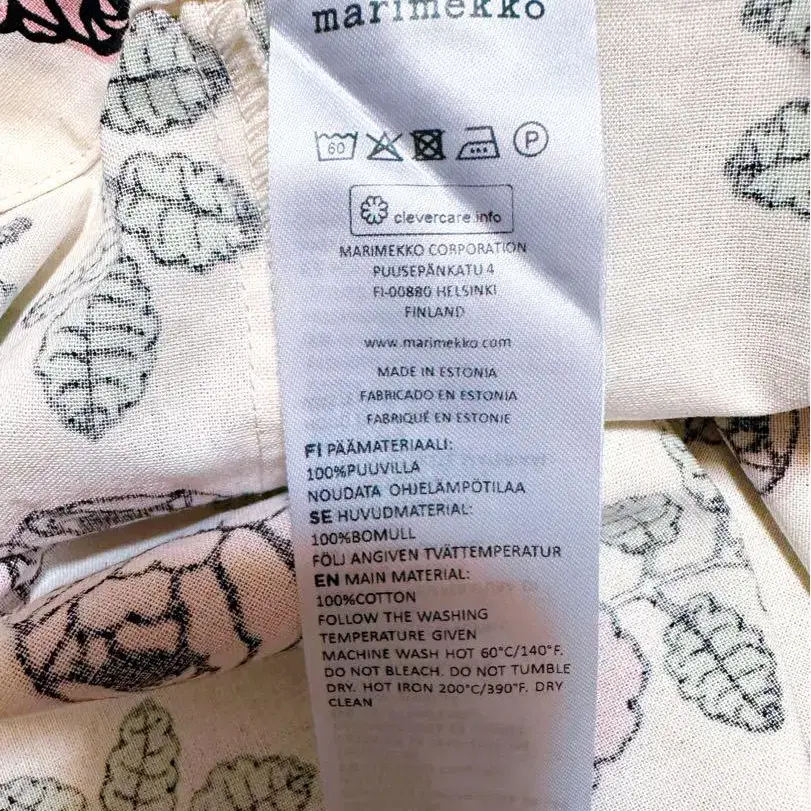 marimekko
60 P
clevercare.info
MARIMEKKO CORPORATION
PUUSEPÄNKATU 4
FI-00880 HELSINKI
FINLAND
www.marimekko.com
MADE IN ESTONIA
FABRICADO EN ESTONIA
FABRIQUÉ EN ESTONIE
FI PÄÄMATERIAALI:
100%PUUVILLA
NOUDATA OHJELÄMPÖTILAA
SE HUVUDMATERIAL:
100%BOMULL
FÖLJ ANGIVEN TVÄTTEMPERATUR
EN MAIN MATERIAL:
100%COTTON
FOLLOW THE WASHING
TEMPERATURE GIVEN
MACHINE WASH HOT 60°C/140°F.
DO NOT BLEACH. DO NOT TUMBLE
DRY. HOT IRON 200°C/390°F. DRY
CLEAN